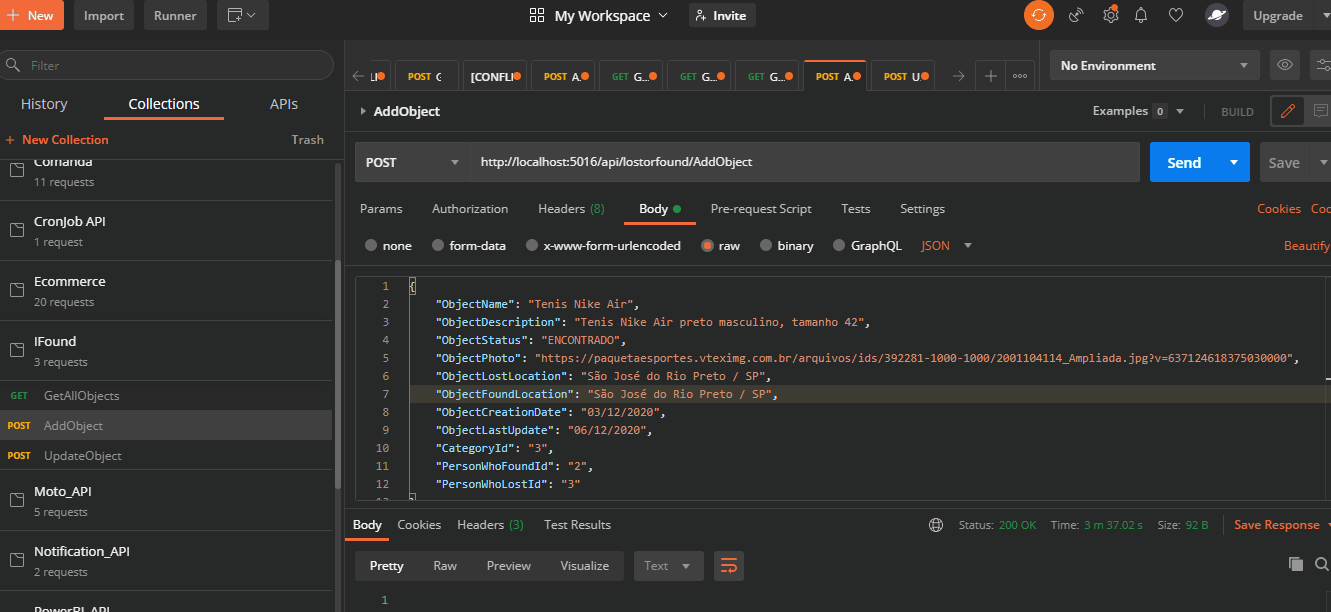 + New
Import
Runner
My Workspace
Invite
Upgrade
Filter
History
Collections
APIs
+ New Collection
Trash
Comanda
11 requests
CronJob API
1 request
Ecommerce
20 requests
IFound
3 requests
GET GetAllObjects
POST AddObject
POST UpdateObject
Moto_API
5 requests
Notification_API
2 requests
PowerBI_API
POST G
[CONFLI
POST A...
GET G...
GET G...
GET G...
POST A...
POST U
No Environment
AddObject
Examples 0
BUILD
POST
http://localhost:5016/api/lostorfound/AddObject
Send
Save
Params
Authorization
Headers (8)
Body
Pre-request Script
Tests
Settings
Cookies
Coo
none
form-data
x-www-form-urlencoded
raw
binary
GraphQL
JSON
Beautify
1 {
2 "ObjectName": "Tenis Nike Air",
3 "ObjectDescription": "Tenis Nike Air preto masculino, tamanho 42",
4 "ObjectStatus": "ENCONTRADO",
5 "ObjectPhoto": "https://paquetaesportes.vteximg.com.br/arquivos/ids/392281-1000-1000/2001104114_Ampliada.jpg?v=637124618375030000",
6 "ObjectLostLocation": "São José do Rio Preto / SP",
7 "ObjectFoundLocation": "São José do Rio Preto / SP",
8 "ObjectCreationDate": "03/12/2020",
9 "ObjectLastUpdate": "06/12/2020",
10 "CategoryId": "3",
11 "PersonWhoFoundId": "2",
12 "PersonWhoLostId": "3"
Body
Cookies
Headers (3)
Test Results
Status: 200 OK
Time: 3 m 37.02 s
Size: 92 B
Save Response
Pretty
Raw
Preview
Visualize
Text
1